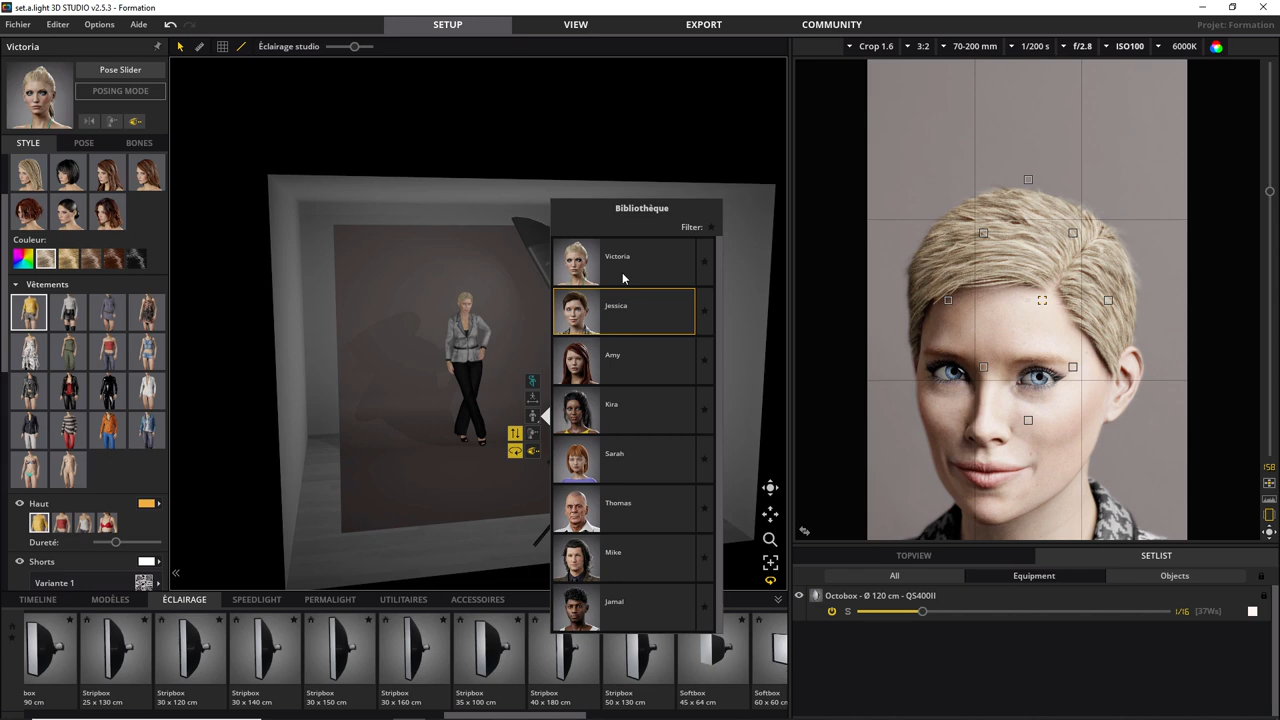 set.a.light 3D STUDIO v2.5.3 - Formation
Fichier Editer Options Aide SETUP VIEW EXPORT COMMUNITY Projet: Formation
Victoria
Éclairage studio
Crop 1.6 3:2 70-200 mm 1/200 s f/2.8 ISO100 6000K
Pose Slider
POSING MODE
STYLE POSE BONES
Couleur:
Vêtements
Haut
Dureté:
Shorts
Variante 1
Bibliothèque
Filter:
Victoria
Jessica
Amy
Kira
Sarah
Thomas
Mike
Jamal
TIMELINE MODÈLES ÉCLAIRAGE SPEEDLIGHT PERMALIGHT UTILITAIRES ACCESSOIRES
box
90 cm
Stripbox
25 x 130 cm
Stripbox
30 x 120 cm
Stripbox
30 x 140 cm
Stripbox
30 x 150 cm
Stripbox
30 x 160 cm
Stripbox
35 x 100 cm
Stripbox
40 x 180 cm
Stripbox
50 x 130 cm
Softbox
45 x 64 cm
Softbox
60 x 60 c
TOPVIEW SETLIST
All Equipment Objects
Octobox - Ø 120 cm - QS400II
S 1/16 [37Ws]